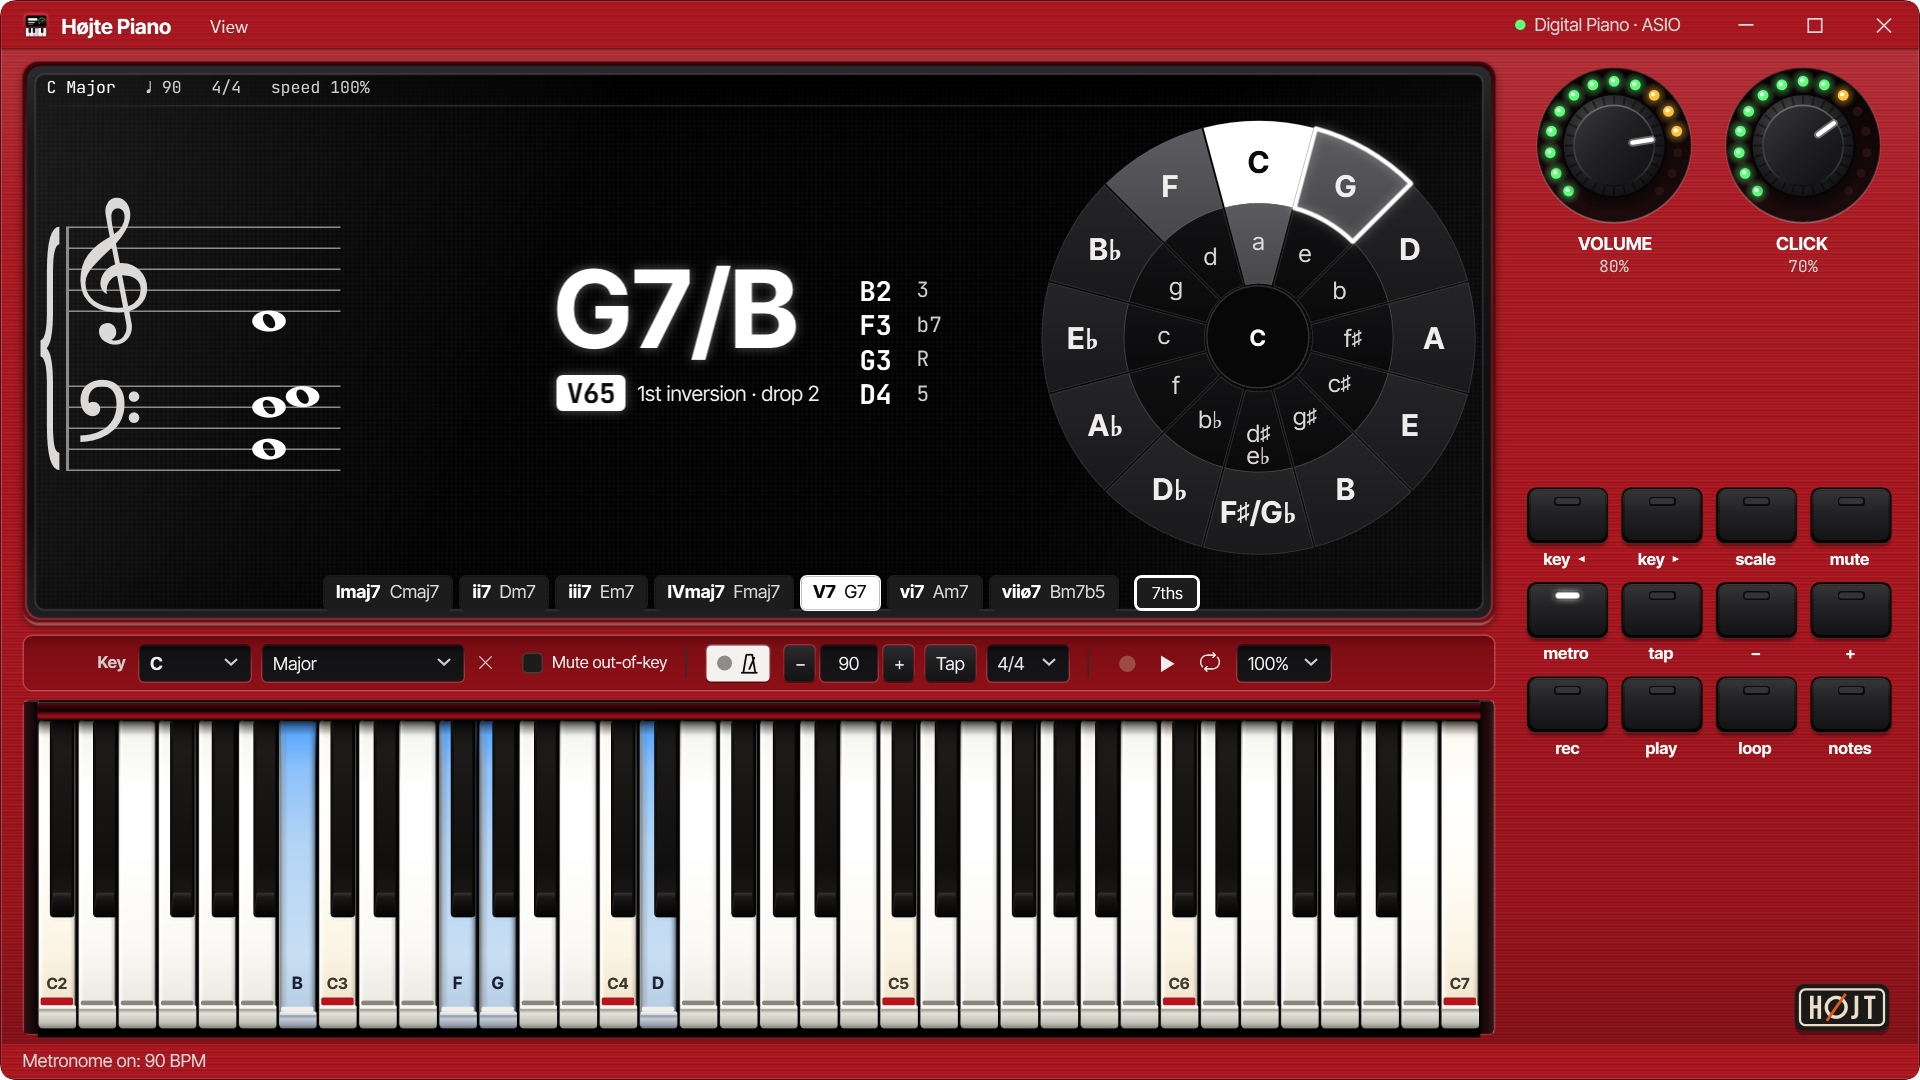 Højte Piano
View
Digital Piano · ASIO
C Major ♩ 90 4/4 speed 100%
G7/B
V65 1st inversion · drop 2
B2 3
F3 b7
G3 R
D4 5
C
G
D
A
E
B
F♯/G♭
D♭
A♭
E♭
B♭
F
a
e
b
f♯
c♯
g♯
d♯
e♭
b♭
f
c
g
d
C
Imaj7 Cmaj7
ii7 Dm7
iii7 Em7
IVmaj7 Fmaj7
V7 G7
vi7 Am7
viiø7 Bm7b5
7ths
VOLUME
80%
CLICK
70%
Key C Major × Mute out-of-key − 90 + Tap 4/4 100%
key ◂
key ▸
scale
mute
metro
tap
−
+
rec
play
loop
notes
C2 B C3 F G C4 D C5 C6 C7
HØJT
Metronome on: 90 BPM